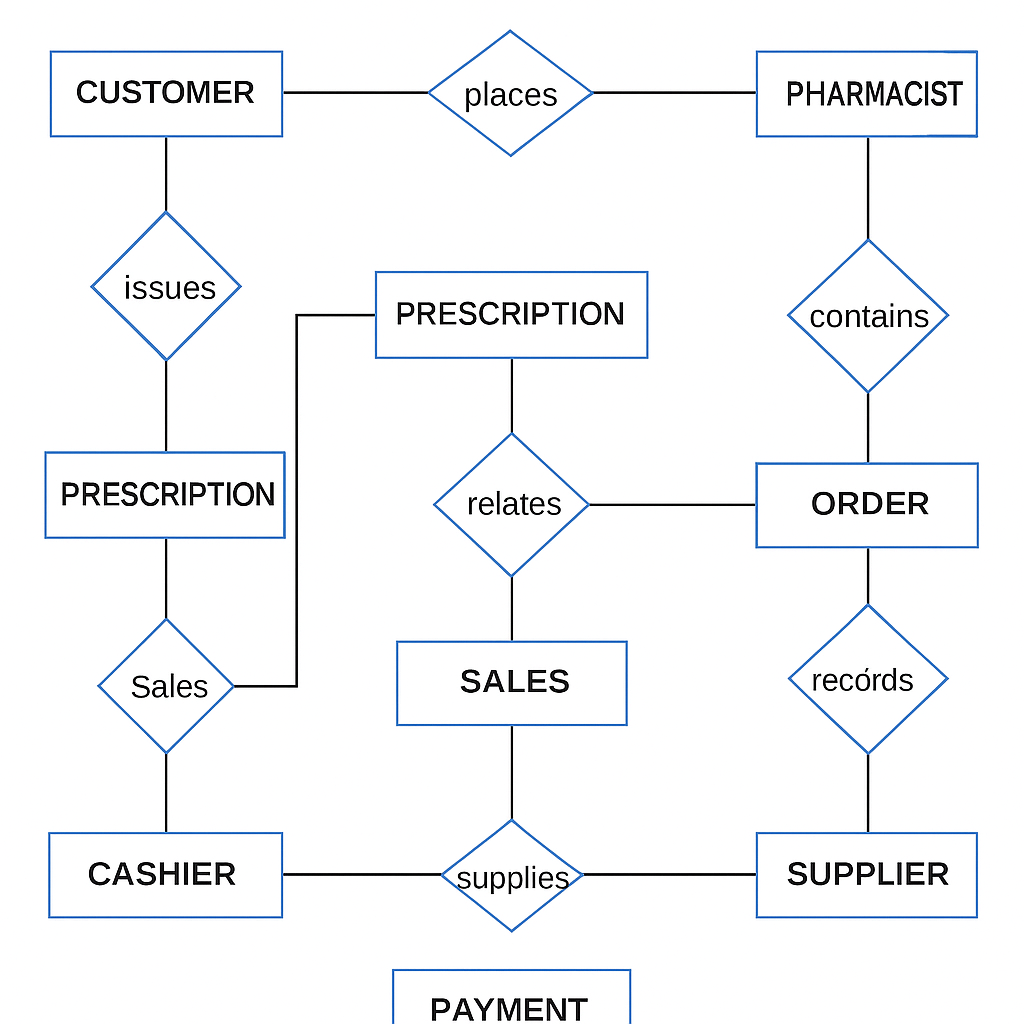 CUSTOMER
places
PHARMACIST
issues
PRESCRIPTION
contains
PRESCRIPTION
relates
ORDER
Sales
SALES
recórds
CASHIER
supplies
SUPPLIER
PAYMENT